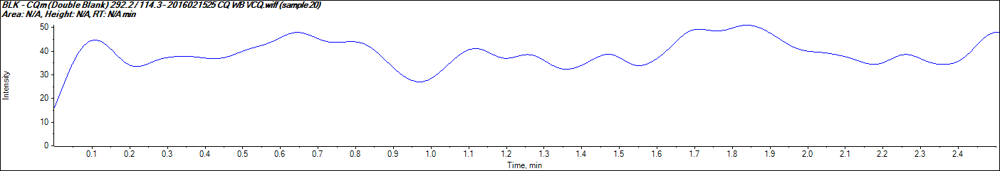 BLK - CQm (Double Blank) 292.2 / 114.3 - 2016021525 CQ WB VCQ.wiff (sample 20)
Area: N/A, Height: N/A, RT: N/A min
50
40
30
20
10
0
Intensity
0.1 0.2 0.3 0.4 0.5 0.6 0.7 0.8 0.9 1.0 1.1 1.2 1.3 1.4 1.5 1.6 1.7 1.8 1.9 2.0 2.1 2.2 2.3 2.4
Time, min